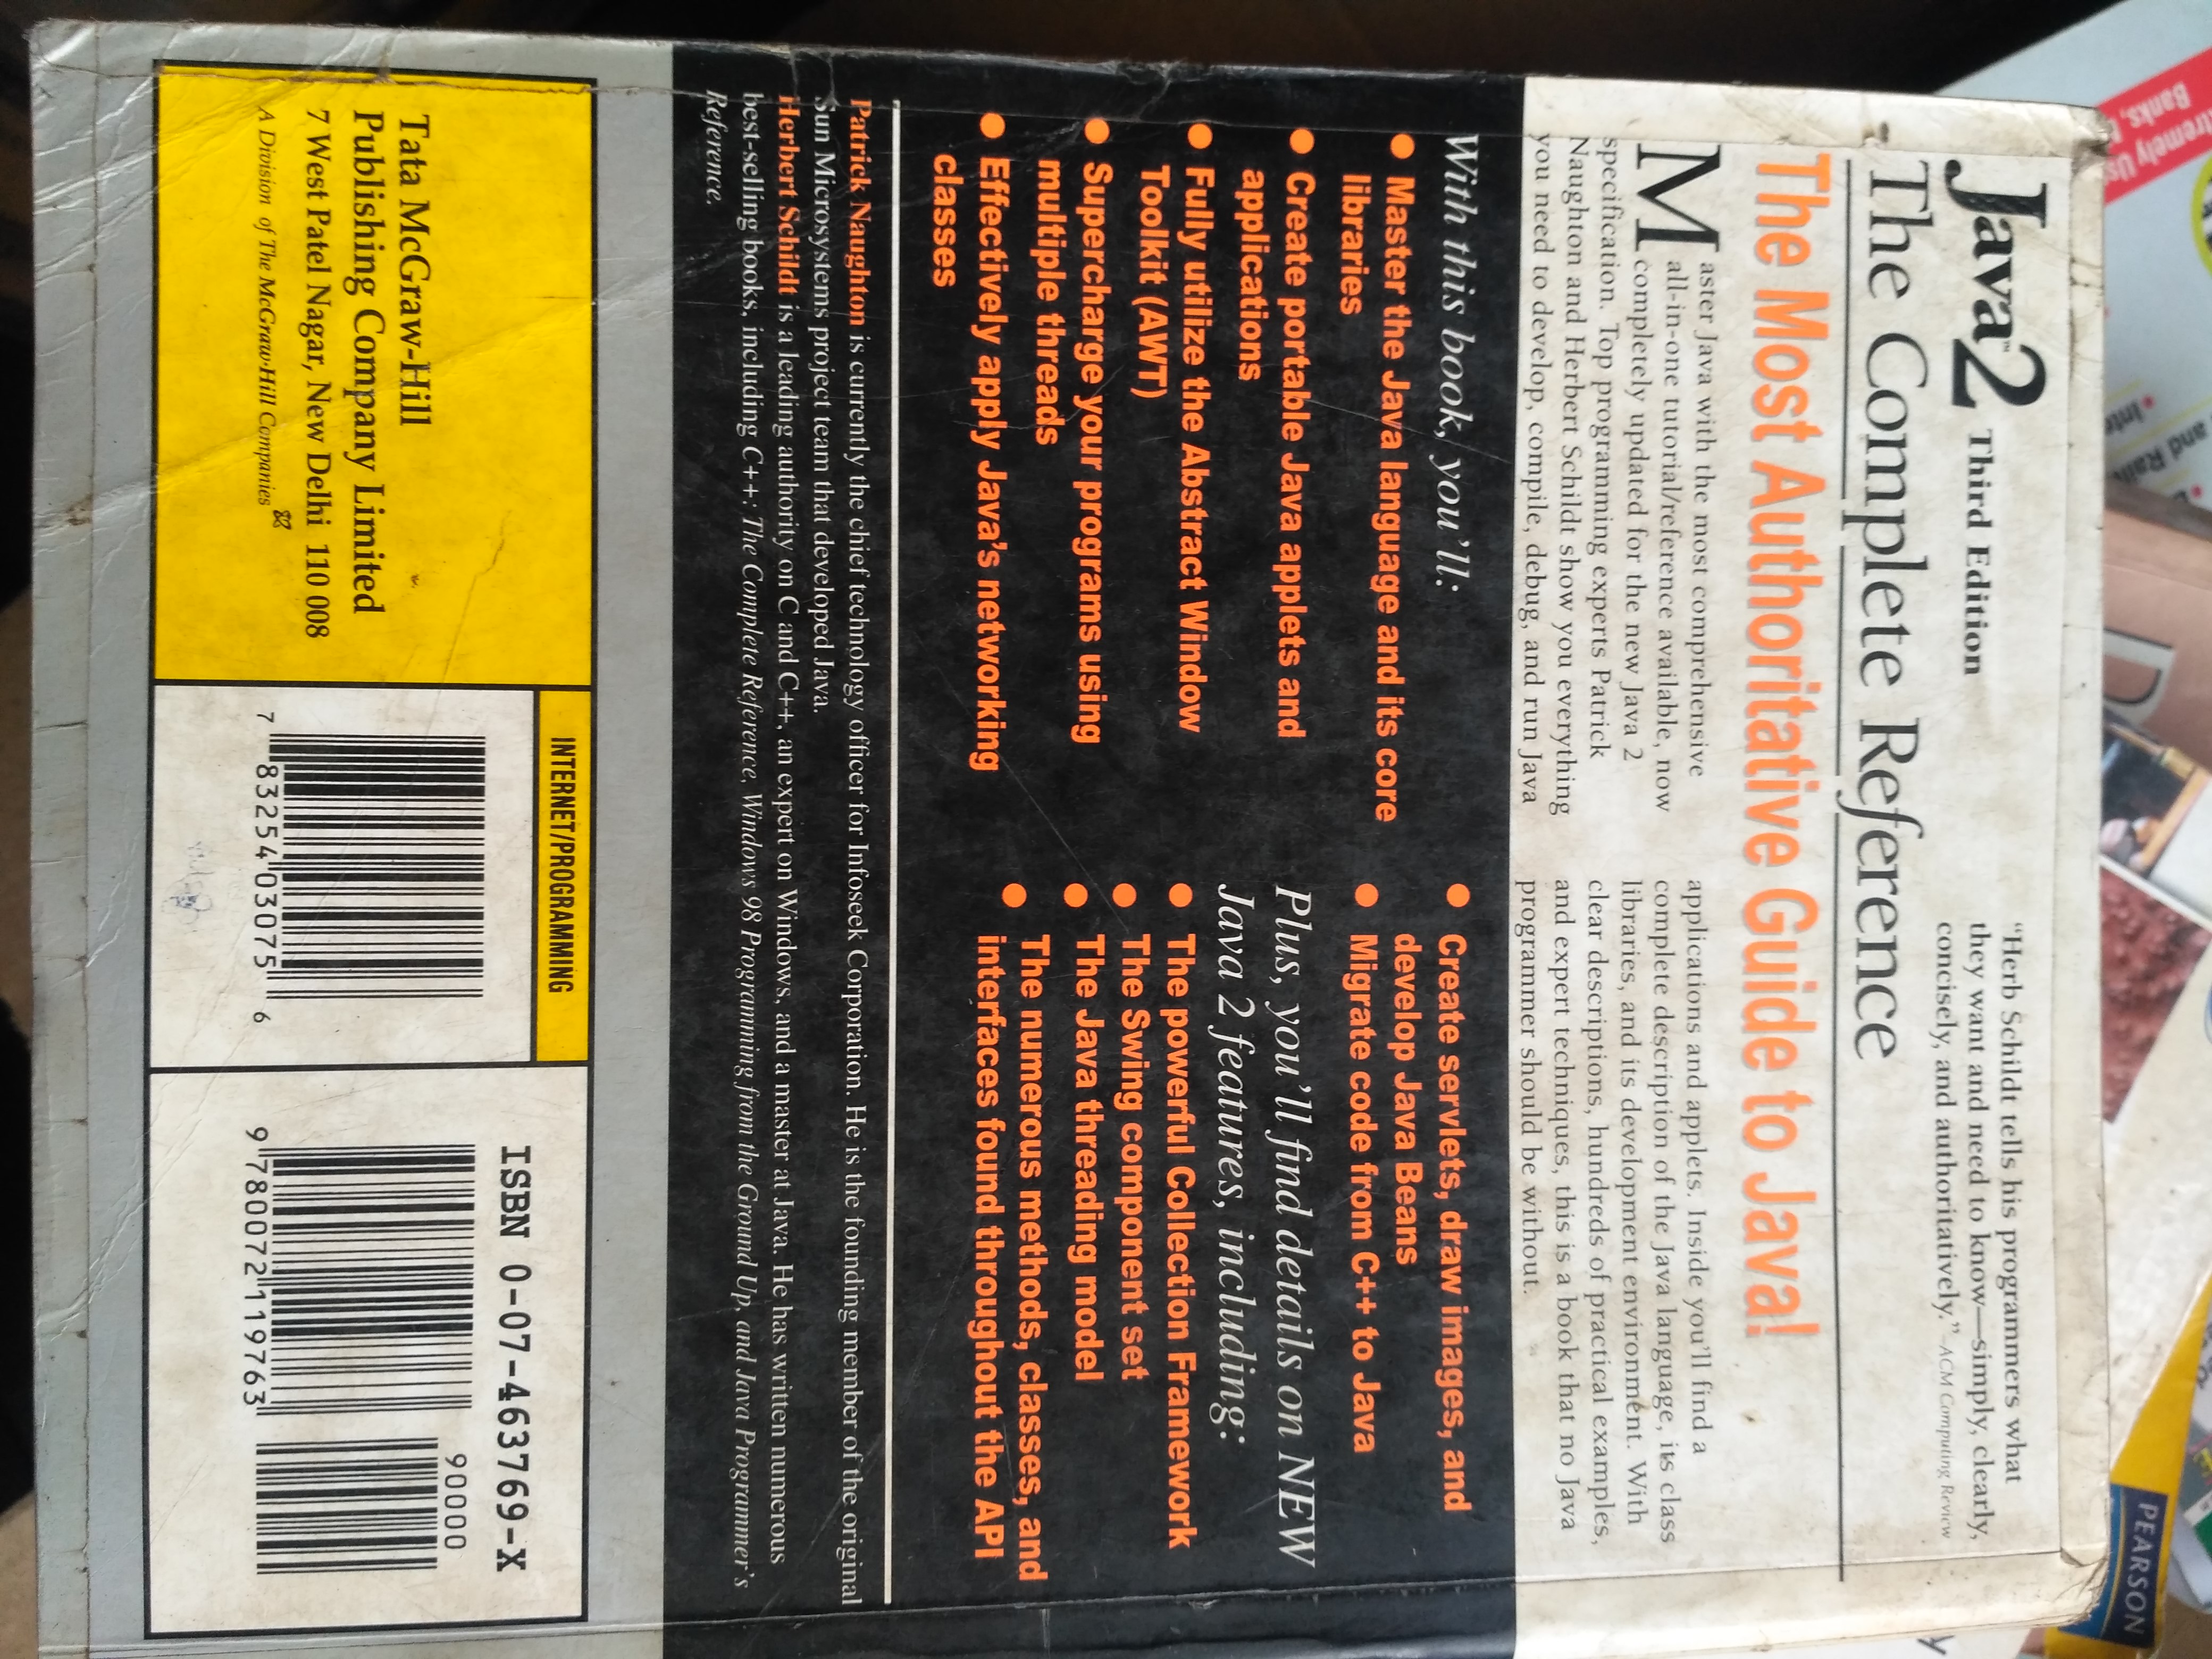 Java™2 Third Edition
The Complete Reference
"Herb Schildt tells his programmers what
they want and need to know—simply, clearly,
concisely, and authoritatively."–ACM Computing Review
The Most Authoritative Guide to Java!
Master Java with the most comprehensive
all-in-one tutorial/reference available, now
completely updated for the new Java 2
specification. Top programming experts Patrick
Naughton and Herbert Schildt show you everything
you need to develop, compile, debug, and run Java
applications and applets. Inside you'll find a
complete description of the Java language, its class
libraries, and its development environment. With
clear descriptions, hundreds of practical examples,
and expert techniques, this is a book that no Java
programmer should be without.
With this book, you'll:
● Master the Java language and its core
libraries
● Create portable Java applets and
applications
● Fully utilize the Abstract Window
Toolkit (AWT)
● Supercharge your programs using
multiple threads
● Effectively apply Java's networking
classes
● Create servlets, draw images, and
develop Java Beans
● Migrate code from C++ to Java
Plus, you'll find details on NEW
Java 2 features, including:
● The powerful Collection Framework
● The Swing component set
● The Java threading model
● The numerous methods, classes, and
interfaces found throughout the API
Patrick Naughton is currently the chief technology officer for Infoseek Corporation. He is the founding member of the original
Sun Microsystems project team that developed Java.
Herbert Schildt is a leading authority on C and C++, an expert on Windows, and a master at Java. He has written numerous
best-selling books, including C++: The Complete Reference, Windows 98 Programming from the Ground Up, and Java Programmer's
Reference.
Tata McGraw-Hill
Publishing Company Limited
7 West Patel Nagar, New Delhi 110 008
A Division of The McGraw-Hill Companies
INTERNET/PROGRAMMING
7 83254 03075 6
ISBN 0-07-463769-X
90000
9 780072 119763
PEARSON
Banks,